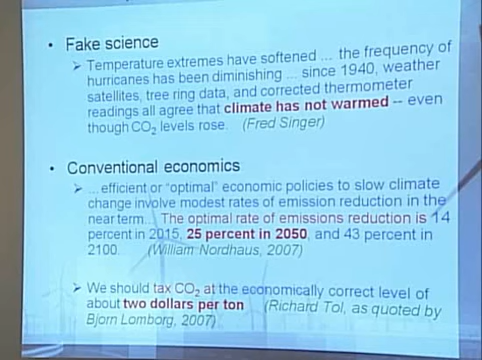 • Fake science
➢ Temperature extremes have softened ... the frequency of
hurricanes has been diminishing ... since 1940, weather
satellites, tree ring data, and corrected thermometer
readings all agree that climate has not warmed -- even
though CO₂ levels rose. (Fred Singer)
• Conventional economics
➢ ... efficient or "optimal" economic policies to slow climate
change involve modest rates of emission reduction in the
near term... The optimal rate of emissions reduction is 14
percent in 2015, 25 percent in 2050, and 43 percent in
2100. (William Nordhaus, 2007)
➢ We should tax CO₂ at the economically correct level of
about two dollars per ton (Richard Tol, as quoted by
Bjorn Lomborg, 2007)